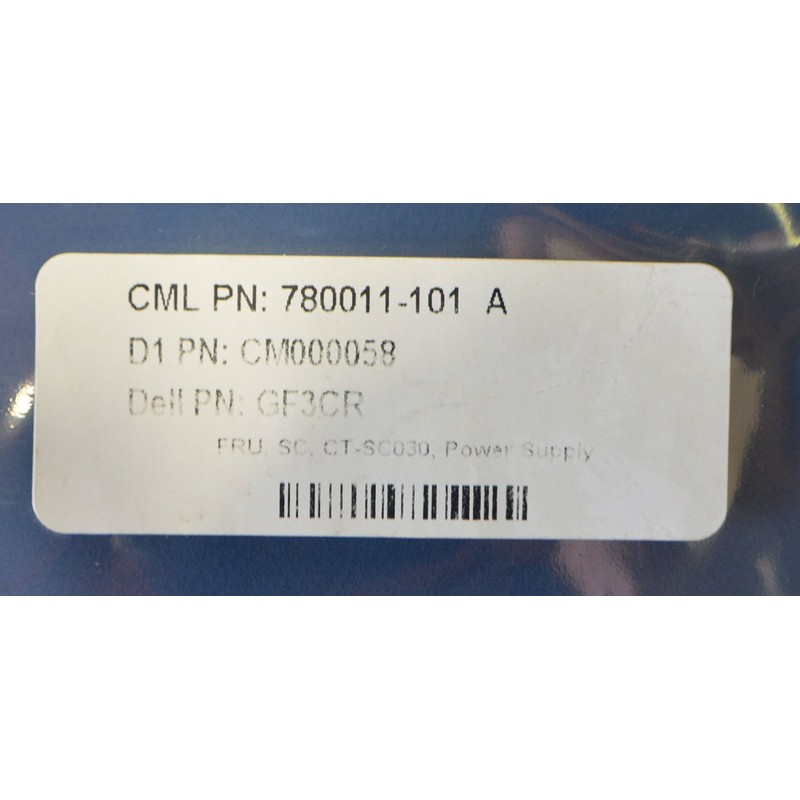 CML PN: 780011-101 A
D1 PN: CM000058
Dell PN: GF3CR
FRU, SC, CT-SC030, Power Supply